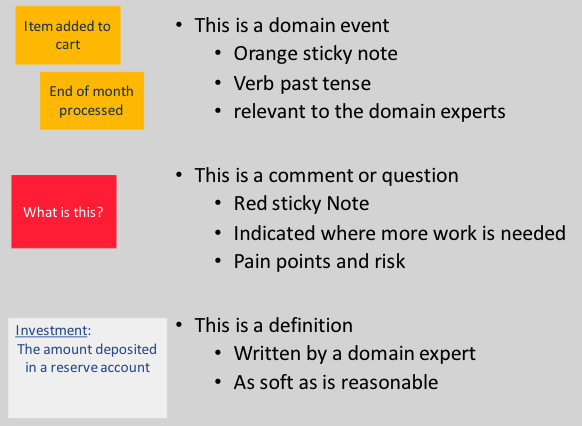 Item added to
cart
End of month
processed
• This is a domain event
• Orange sticky note
• Verb past tense
• relevant to the domain experts
What is this?
• This is a comment or question
• Red sticky Note
• Indicated where more work is needed
• Pain points and risk
Investment:
The amount deposited
in a reserve account
• This is a definition
• Written by a domain expert
• As soft as is reasonable